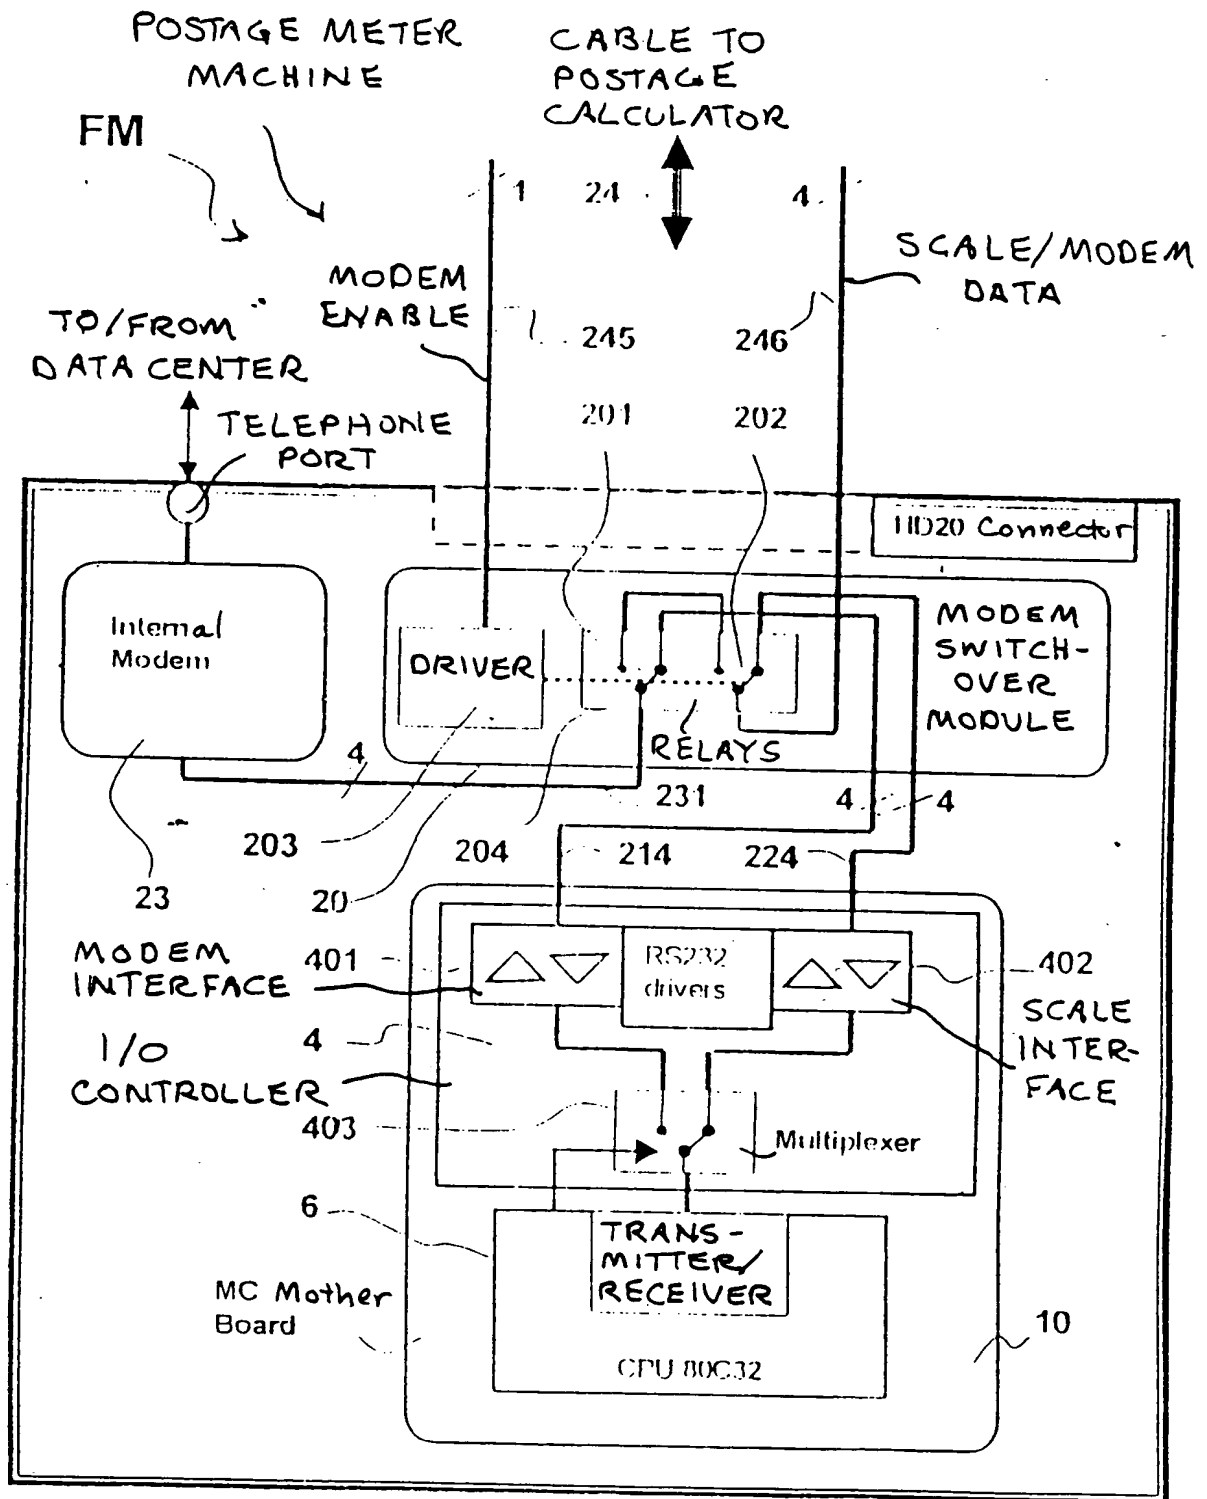 POSTAGE METER
MACHINE
CABLE TO
POSTAGE
CALCULATOR
FM
1
24
4
SCALE/MODEM
DATA
MODEM
ENABLE
245
246
TO/FROM
DATA CENTER
201
202
TELEPHONE
PORT
HD20 Connector
Internal
Modem
DRIVER
MODEM
SWITCH-
OVER
MODULE
RELAYS
4
231
4
4
203
204
214
224
23
20
MODEM
INTERFACE
401
RS232
drivers
402
SCALE
INTER-
FACE
I/O
CONTROLLER
4
403
Multiplexer
6
TRANS-
MITTER/
RECEIVER
MC Mother
Board
10
CPU 80C32